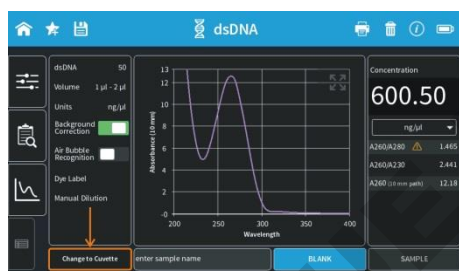 dsDNA
dsDNA 50
Volume 1 µl - 2 µl
Units ng/µl
Background
Correction
Air Bubble
Recognition
Dye Label
Manual Dilution
Change to Cuvette
Absorbance (10 mm)
13
12
10
8
6
4
2
-0
200 250 300 350 400
Wavelength
enter sample name
BLANK
Concentration
600.50
ng/µl
A260/A280 1.465
A260/A230 2.441
A260 (10 mm path) 12.18
SAMPLE